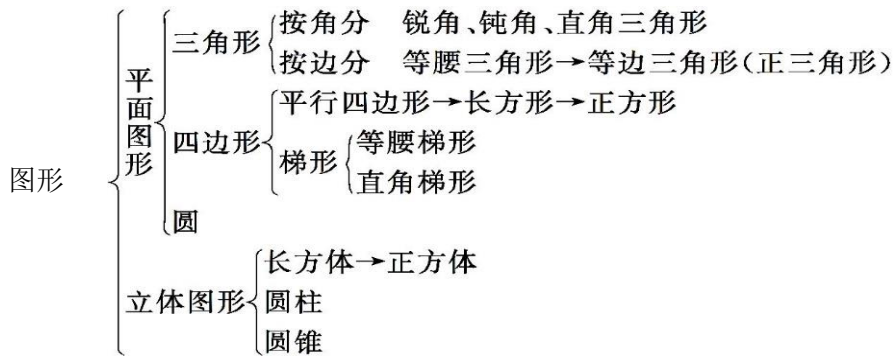 图形
平面图形
三角形
按角分 锐角、钝角、直角三角形
按边分 等腰三角形→等边三角形(正三角形)
四边形
平行四边形→长方形→正方形
梯形
等腰梯形
直角梯形
圆
立体图形
长方体→正方体
圆柱
圆锥